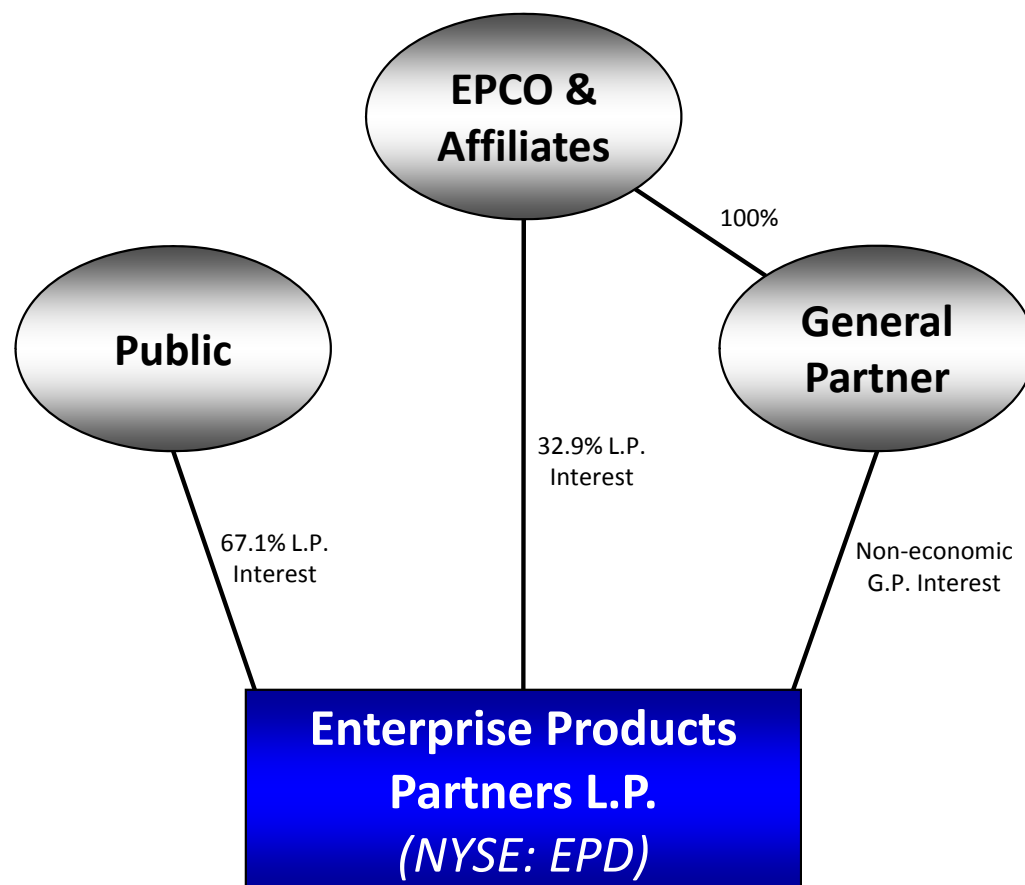 EPCO &
Affiliates
100%
Public
General
Partner
32.9% L.P.
Interest
67.1% L.P.
Interest
Non-economic
G.P. Interest
Enterprise Products
Partners L.P.
(NYSE: EPD)